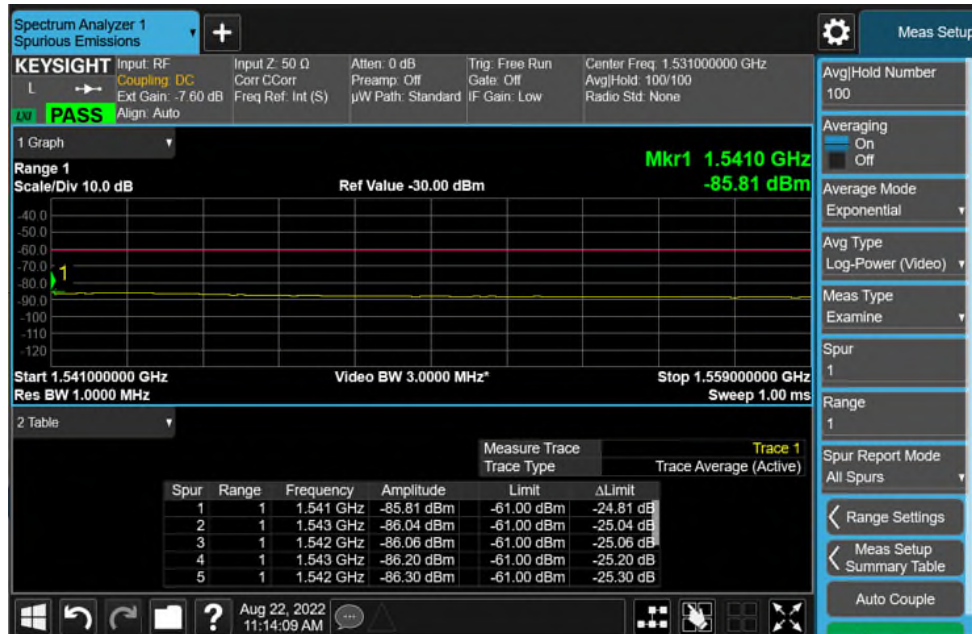 Spectrum Analyzer 1
Spurious Emissions
Meas Setup
KEYSIGHT Input: RF Input Z: 50 Ω Atten: 0 dB Trig: Free Run Center Freq: 1.531000000 GHz
L Coupling: DC Corr CCorr Preamp: Off Gate: Off Avg|Hold: 100/100
Ext Gain: -7.60 dB Freq Ref: Int (S) µW Path: Standard IF Gain: Low Radio Std: None
LXI PASS Align: Auto
1 Graph
Range 1
Mkr1 1.5410 GHz
Scale/Div 10.0 dB Ref Value -30.00 dBm -85.81 dBm
-40.0
-50.0
-60.0
-70.0
1
-80.0
-90.0
-100
-110
-120
Start 1.541000000 GHz Video BW 3.0000 MHz* Stop 1.559000000 GHz
Res BW 1.0000 MHz Sweep 1.00 ms
2 Table
Measure Trace Trace 1
Trace Type Trace Average (Active)
Spur Range Frequency Amplitude Limit ΔLimit
1 1 1.541 GHz -85.81 dBm -61.00 dBm -24.81 dB
2 1 1.543 GHz -86.04 dBm -61.00 dBm -25.04 dB
3 1 1.542 GHz -86.06 dBm -61.00 dBm -25.06 dB
4 1 1.543 GHz -86.20 dBm -61.00 dBm -25.20 dB
5 1 1.542 GHz -86.30 dBm -61.00 dBm -25.30 dB
Avg|Hold Number
100
Averaging
On
Off
Average Mode
Exponential
Avg Type
Log-Power (Video)
Meas Type
Examine
Spur
1
Range
1
Spur Report Mode
All Spurs
Range Settings
Meas Setup
Summary Table
Auto Couple
? Aug 22, 2022
11:14:09 AM